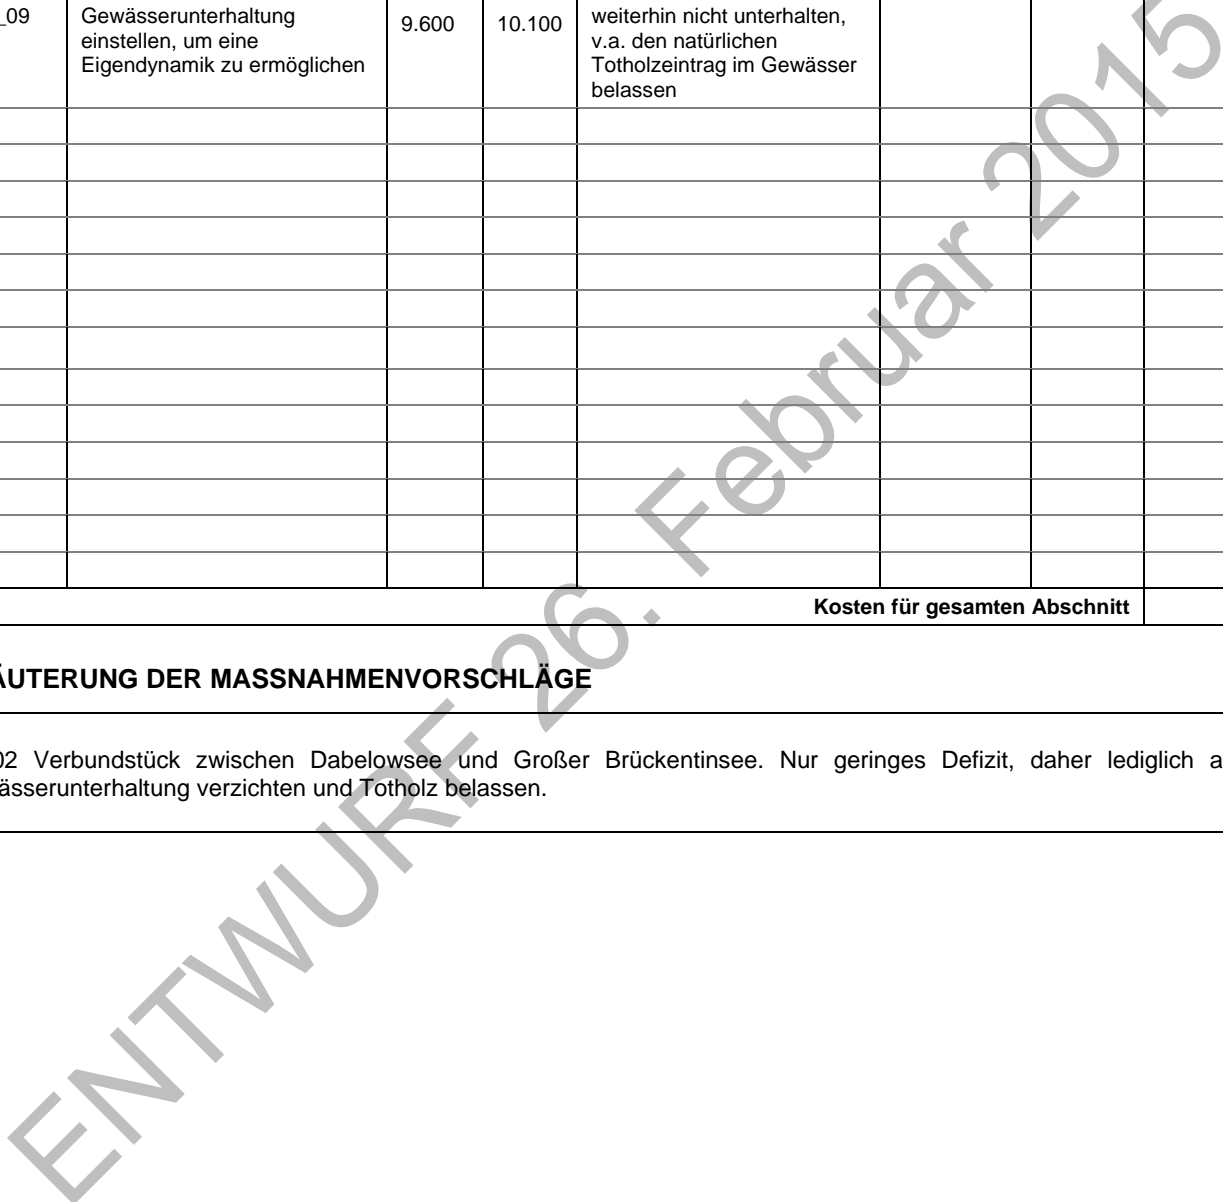 _09
Gewässerunterhaltung
einstellen, um eine
Eigendynamik zu ermöglichen
9.600
10.100
weiterhin nicht unterhalten,
v.a. den natürlichen
Totholzeintrag im Gewässer
belassen
Kosten für gesamten Abschnitt
ÄUTERUNG DER MASSNAHMENVORSCHLÄGE
02 Verbundstück zwischen Dabelowsee und Großer Brückentinsee. Nur geringes Defizit, daher lediglich a
ässerunterhaltung verzichten und Totholz belassen.
ENTWURF 26. Februar 2015